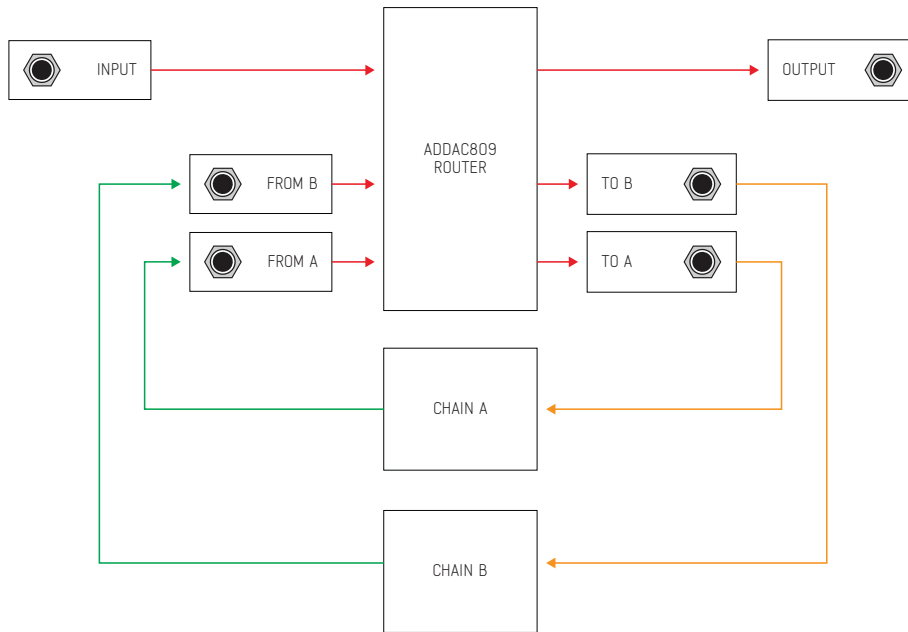 INPUT
OUTPUT
ADDAC809
ROUTER
FROM B
TO B
FROM A
TO A
CHAIN A
CHAIN B